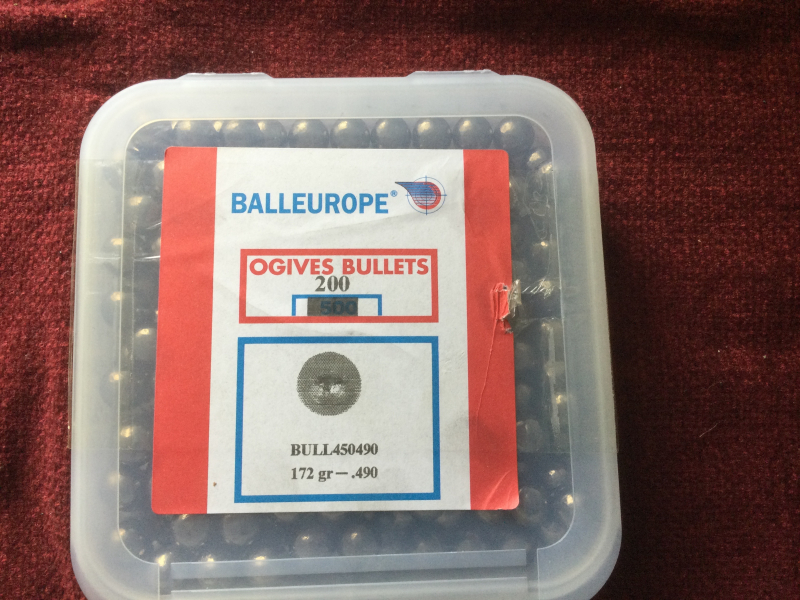 BALLEUROPE®
OGIVES BULLETS
200
500
BULL450490
172 gr — .490